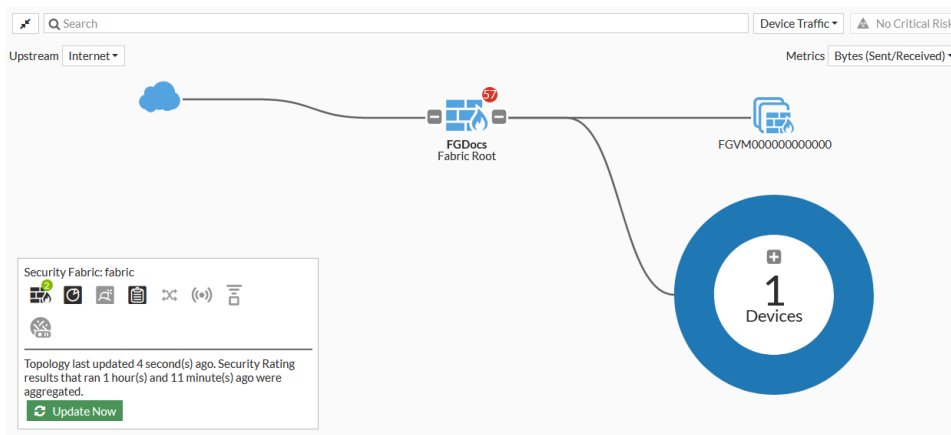 Search
Device Traffic
No Critical Risk
Upstream Internet
Metrics Bytes (Sent/Received)
57
FGDocs
Fabric Root
FGVM000000000000
1
Devices
Security Fabric: fabric
2
Topology last updated 4 second(s) ago. Security Rating
results that ran 1 hour(s) and 11 minute(s) ago were
aggregated.
Update Now